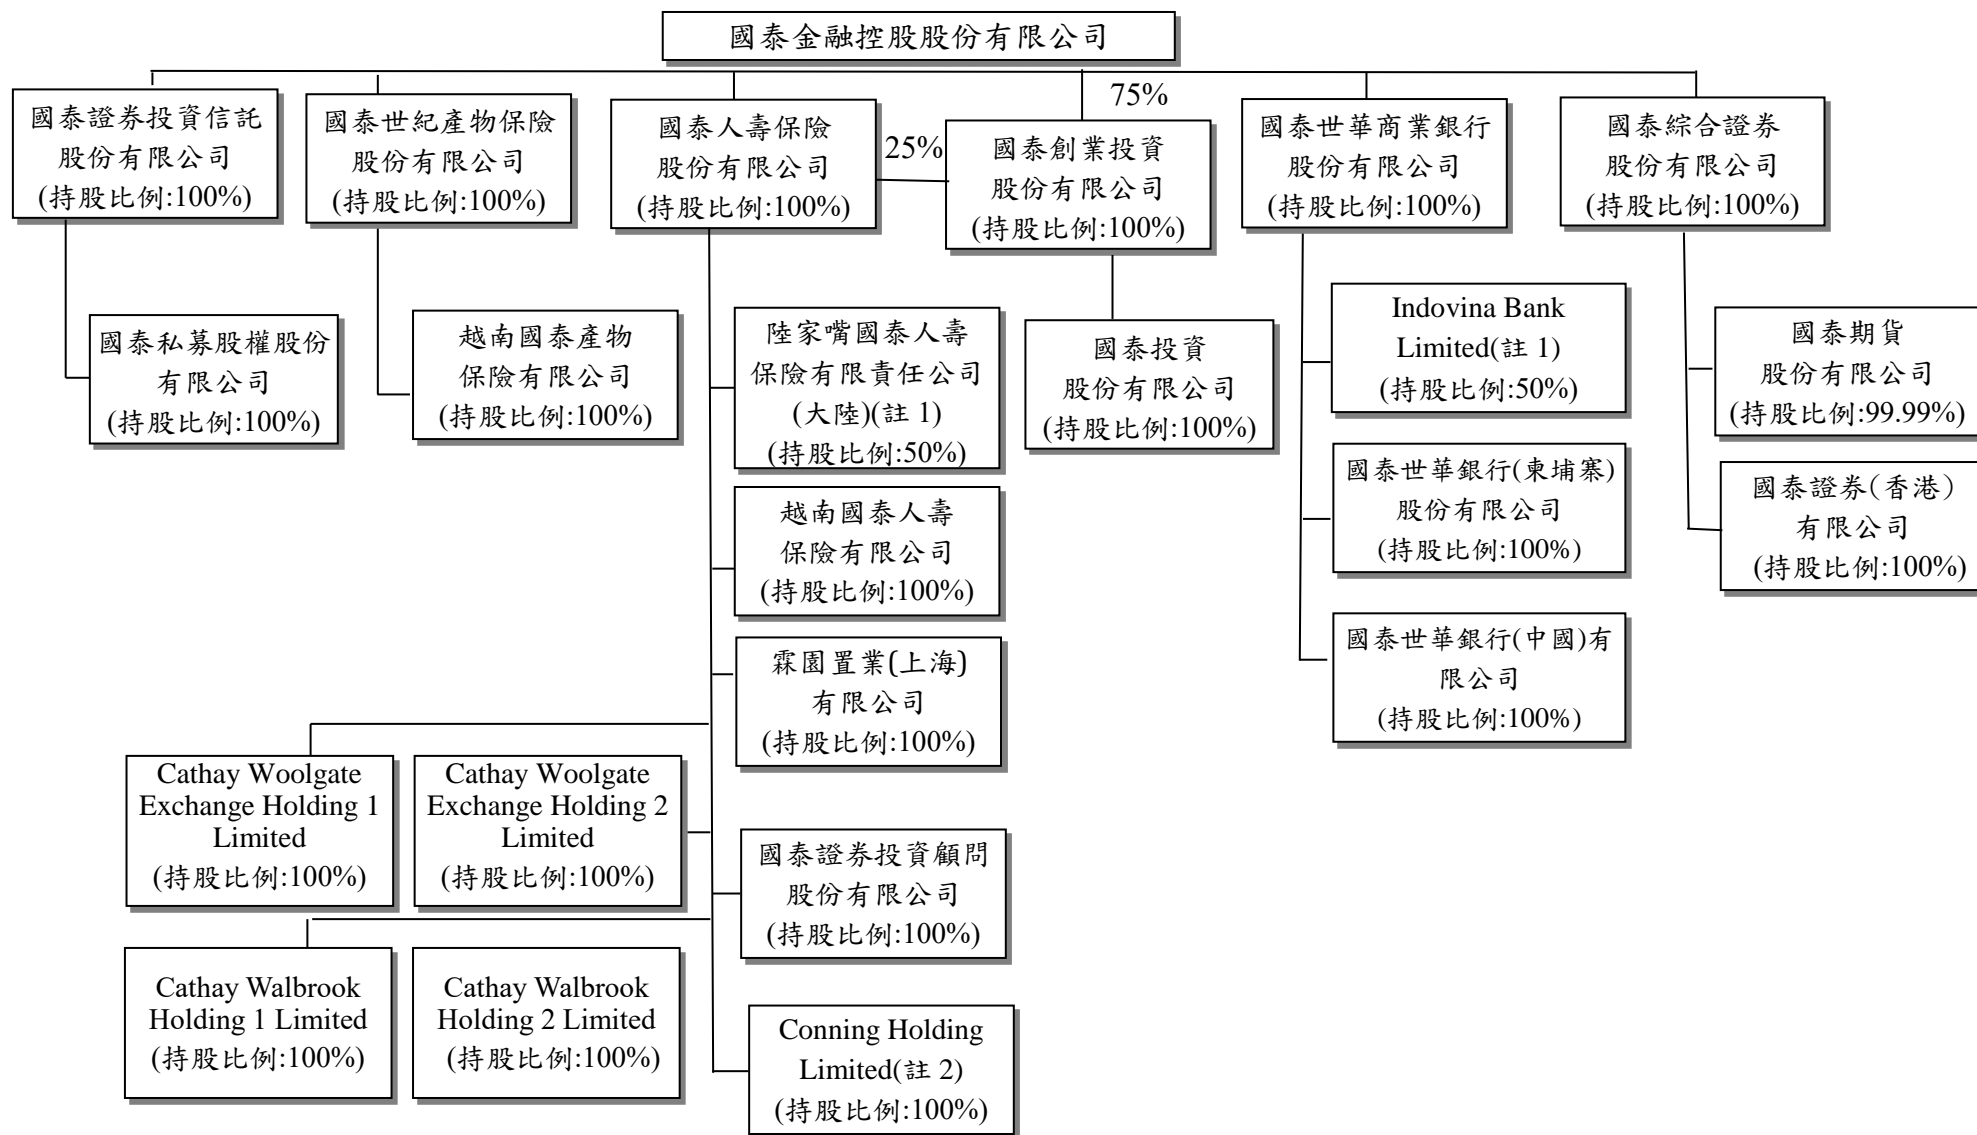 國泰金融控股股份有限公司
國泰證券投資信託
股份有限公司
(持股比例:100%)
國泰世紀產物保險
股份有限公司
(持股比例:100%)
國泰人壽保險
股份有限公司
(持股比例:100%)
25%
75%
國泰創業投資
股份有限公司
(持股比例:100%)
國泰世華商業銀行
股份有限公司
(持股比例:100%)
國泰綜合證券
股份有限公司
(持股比例:100%)
國泰私募股權股份
有限公司
(持股比例:100%)
越南國泰產物
保險有限公司
(持股比例:100%)
陸家嘴國泰人壽
保險有限責任公司
(大陸)(註 1)
(持股比例:50%)
國泰投資
股份有限公司
(持股比例:100%)
Indovina Bank
Limited(註 1)
(持股比例:50%)
國泰期貨
股份有限公司
(持股比例:99.99%)
越南國泰人壽
保險有限公司
(持股比例:100%)
國泰世華銀行(柬埔寨)
股份有限公司
(持股比例:100%)
國泰證券(香港)
有限公司
(持股比例:100%)
霖園置業(上海)
有限公司
(持股比例:100%)
國泰世華銀行(中國)有
限公司
(持股比例:100%)
Cathay Woolgate
Exchange Holding 1
Limited
(持股比例:100%)
Cathay Woolgate
Exchange Holding 2
Limited
(持股比例:100%)
國泰證券投資顧問
股份有限公司
(持股比例:100%)
Cathay Walbrook
Holding 1 Limited
(持股比例:100%)
Cathay Walbrook
Holding 2 Limited
(持股比例:100%)
Conning Holding
Limited(註 2)
(持股比例:100%)